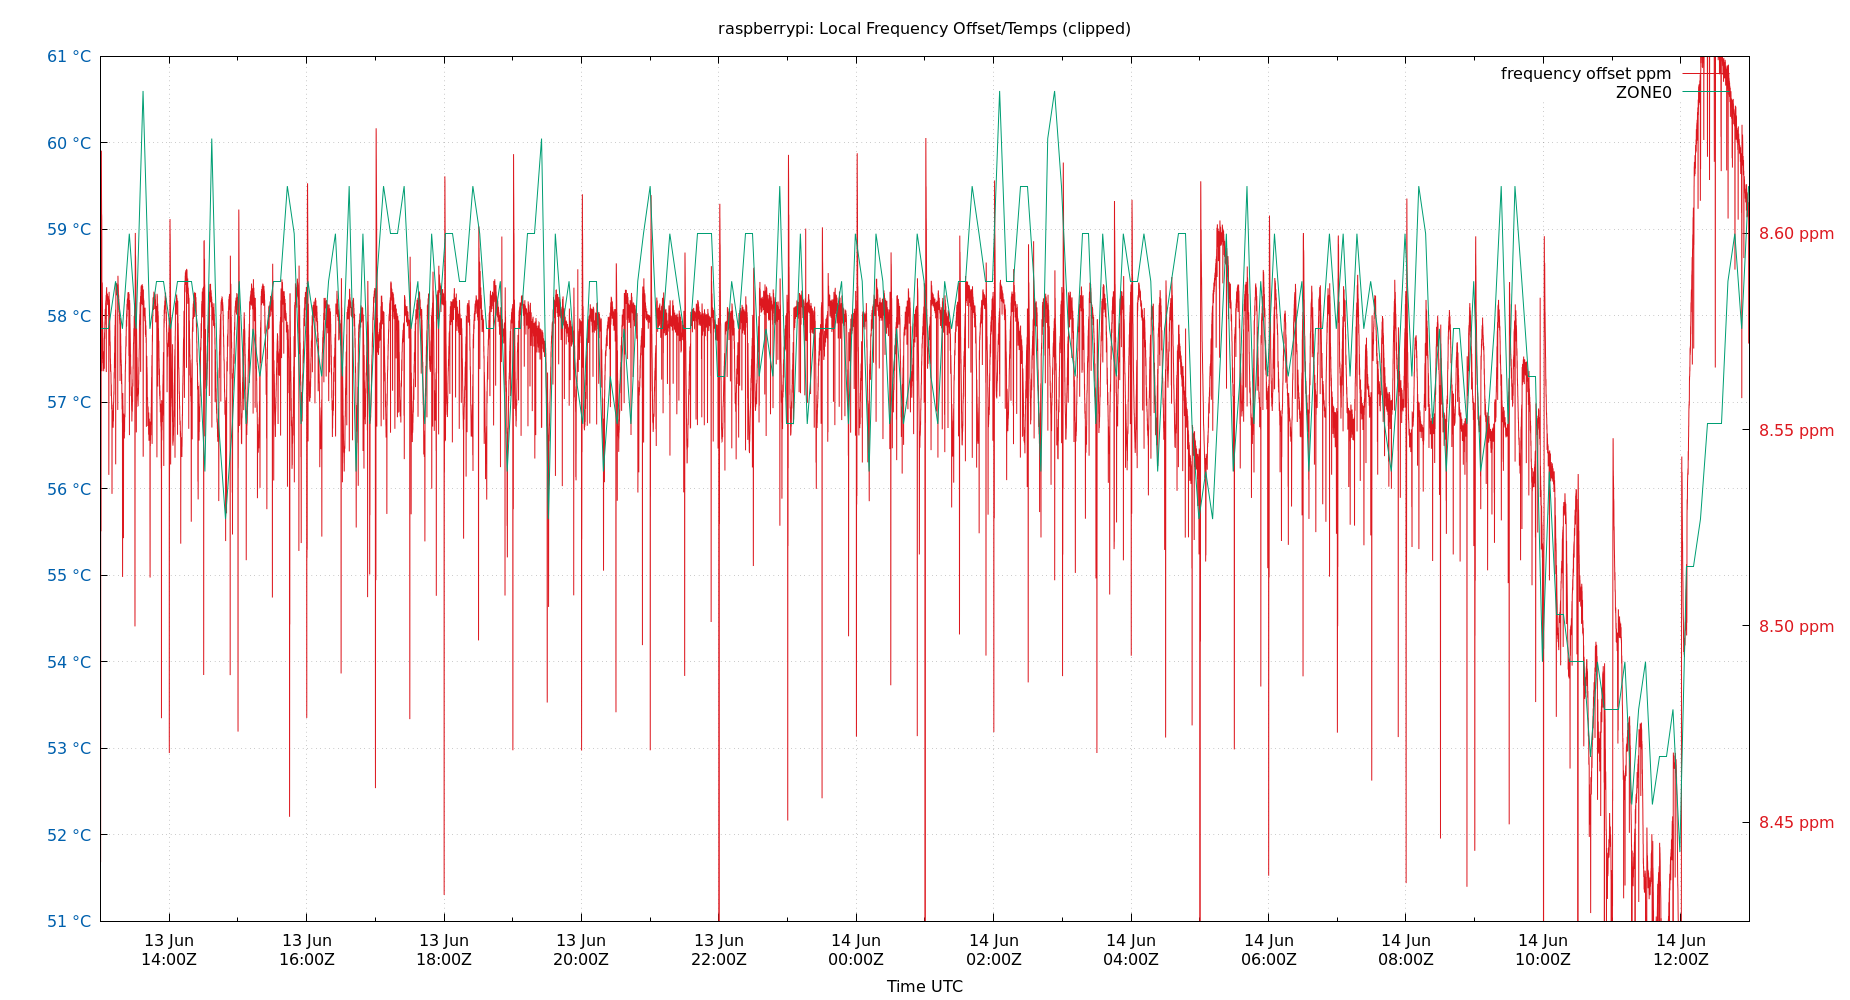 raspberrypi: Local Frequency Offset/Temps (clipped)
frequency offset ppm
ZONE0
61 °C
60 °C
59 °C
58 °C
57 °C
56 °C
55 °C
54 °C
53 °C
52 °C
51 °C
8.60 ppm
8.55 ppm
8.50 ppm
8.45 ppm
13 Jun
14:00Z
13 Jun
16:00Z
13 Jun
18:00Z
13 Jun
20:00Z
13 Jun
22:00Z
14 Jun
00:00Z
14 Jun
02:00Z
14 Jun
04:00Z
14 Jun
06:00Z
14 Jun
08:00Z
14 Jun
10:00Z
14 Jun
12:00Z
Time UTC